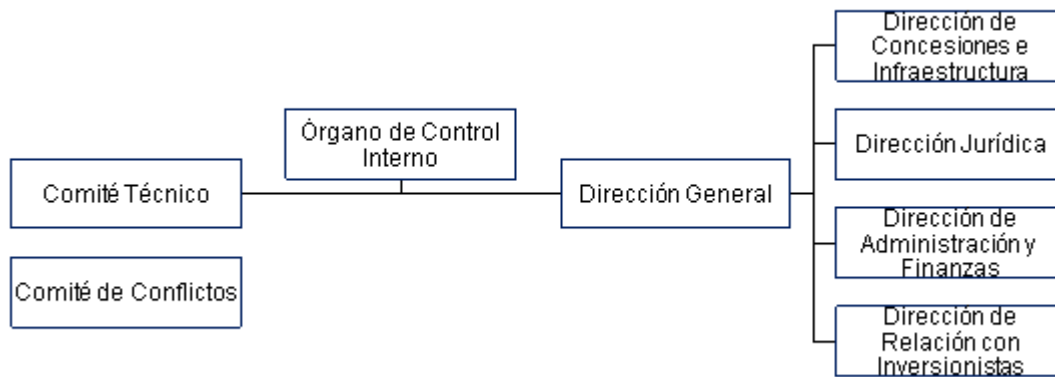 Comité Técnico
Comité de Conflictos
Órgano de Control
Interno
Dirección General
Dirección de
Concesiones e
Infraestructura
Dirección Jurídica
Dirección de
Administración y
Finanzas
Dirección de
Relación con
Inversionistas